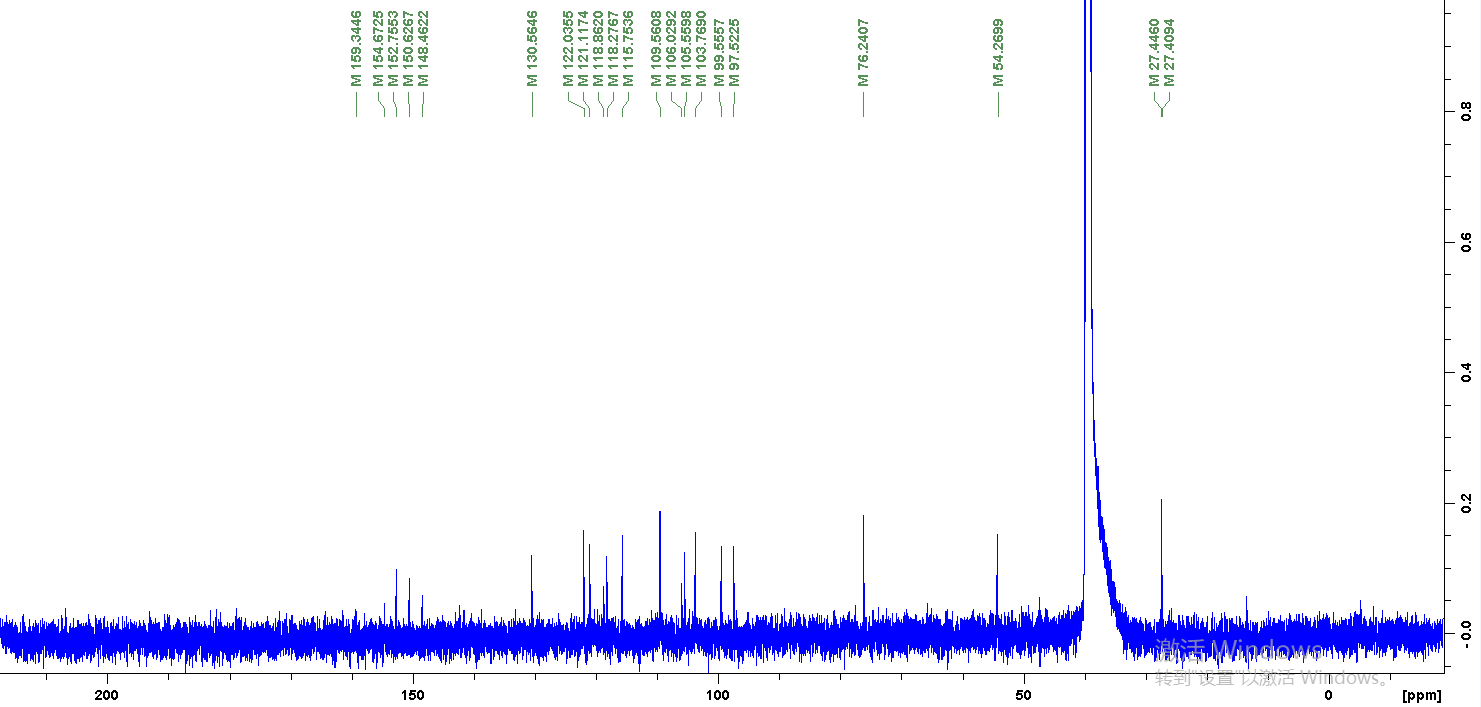 M 159.3446
M 154.6725
M 152.7553
M 150.6267
M 148.4622
M 130.5646
M 122.0355
M 121.1174
M 118.8620
M 118.2767
M 115.7536
M 109.5608
M 106.0292
M 105.5598
M 103.7690
M 99.5557
M 97.5225
M 76.2407
M 54.2699
M 27.4460
M 27.4094
0.8
0.6
0.4
0.2
-0.0
激活 Windows
转到"设置"以激活 Windows。
200 150 100 50 0 [ppm]